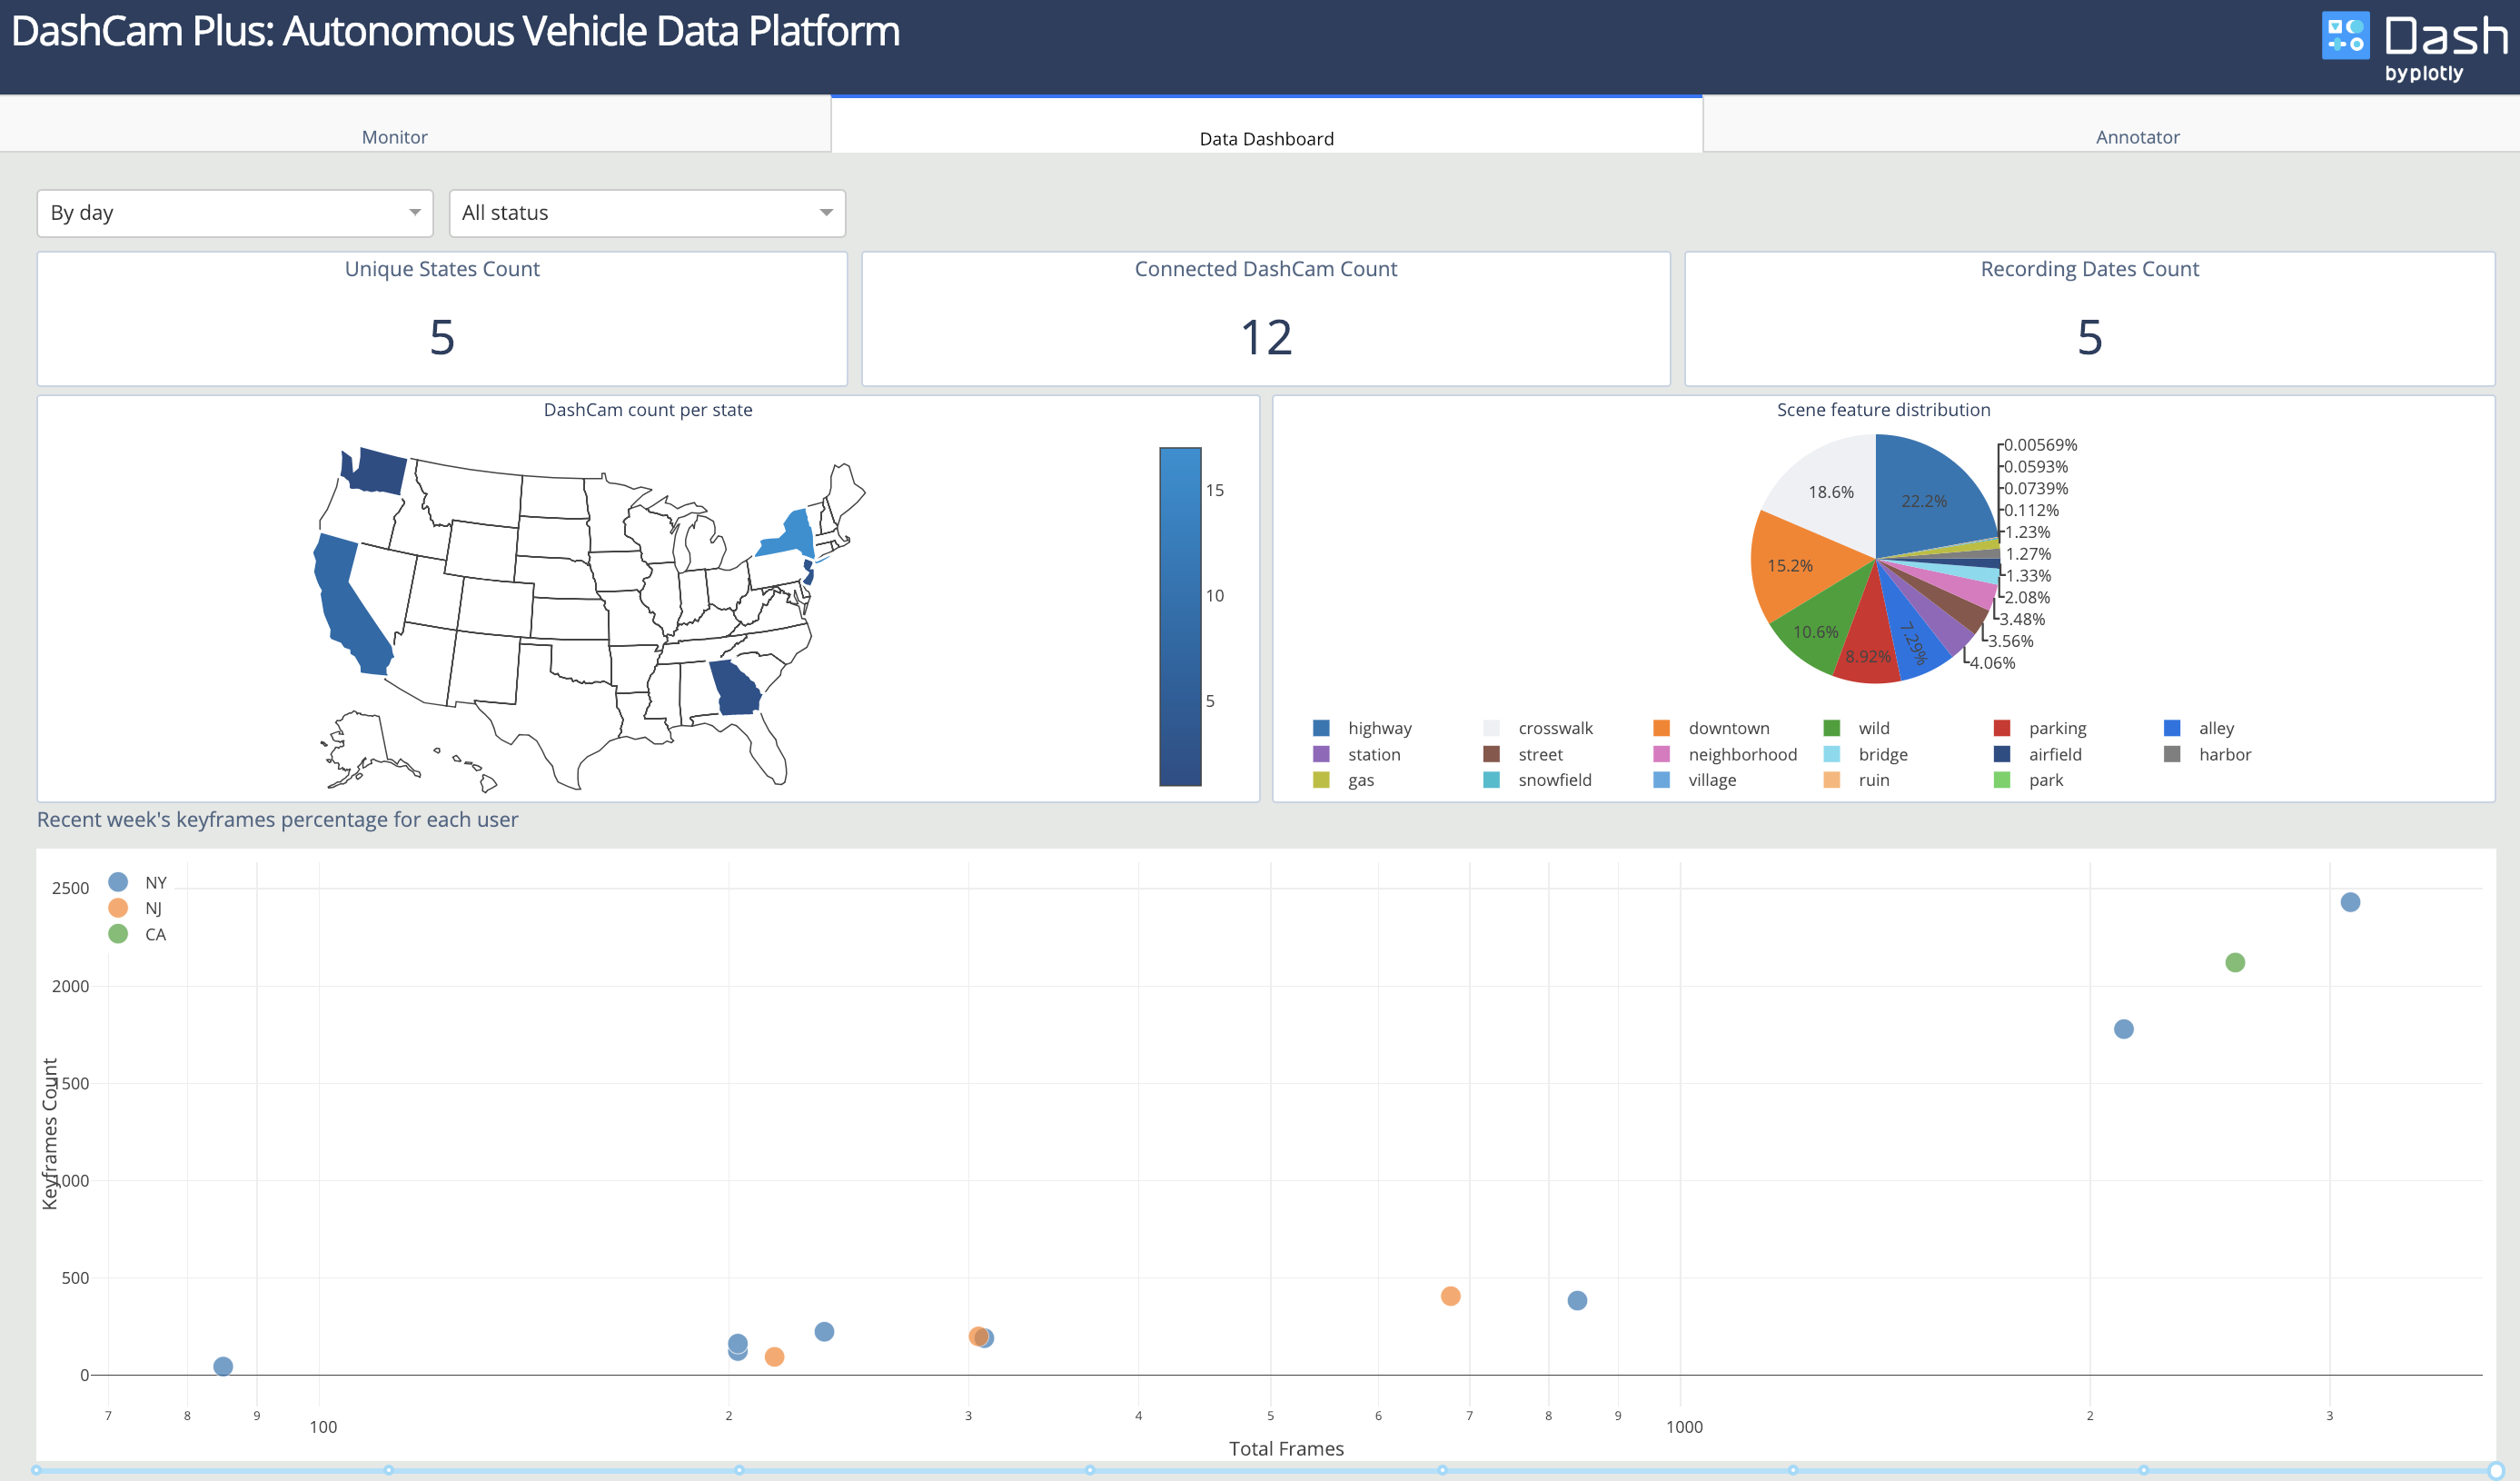 DashCam Plus: Autonomous Vehicle Data Platform
Dash
byplotly
Monitor
Data Dashboard
Annotator
By day
All status
Unique States Count
5
Connected DashCam Count
12
Recording Dates Count
5
DashCam count per state
15
10
5
Scene feature distribution
22.2%
18.6%
15.2%
10.6%
8.92%
7.29%
0.00569%
0.0593%
0.0739%
0.112%
1.23%
1.27%
1.33%
2.08%
3.48%
3.56%
4.06%
highway crosswalk downtown wild parking alley
station street neighborhood bridge airfield harbor
gas snowfield village ruin park
Recent week's keyframes percentage for each user
NY
NJ
CA
2500
2000
1500
1000
500
0
Keyframes Count
7 8 9 2 3 4 5 6 7 8 9 2 3
100 1000
Total Frames